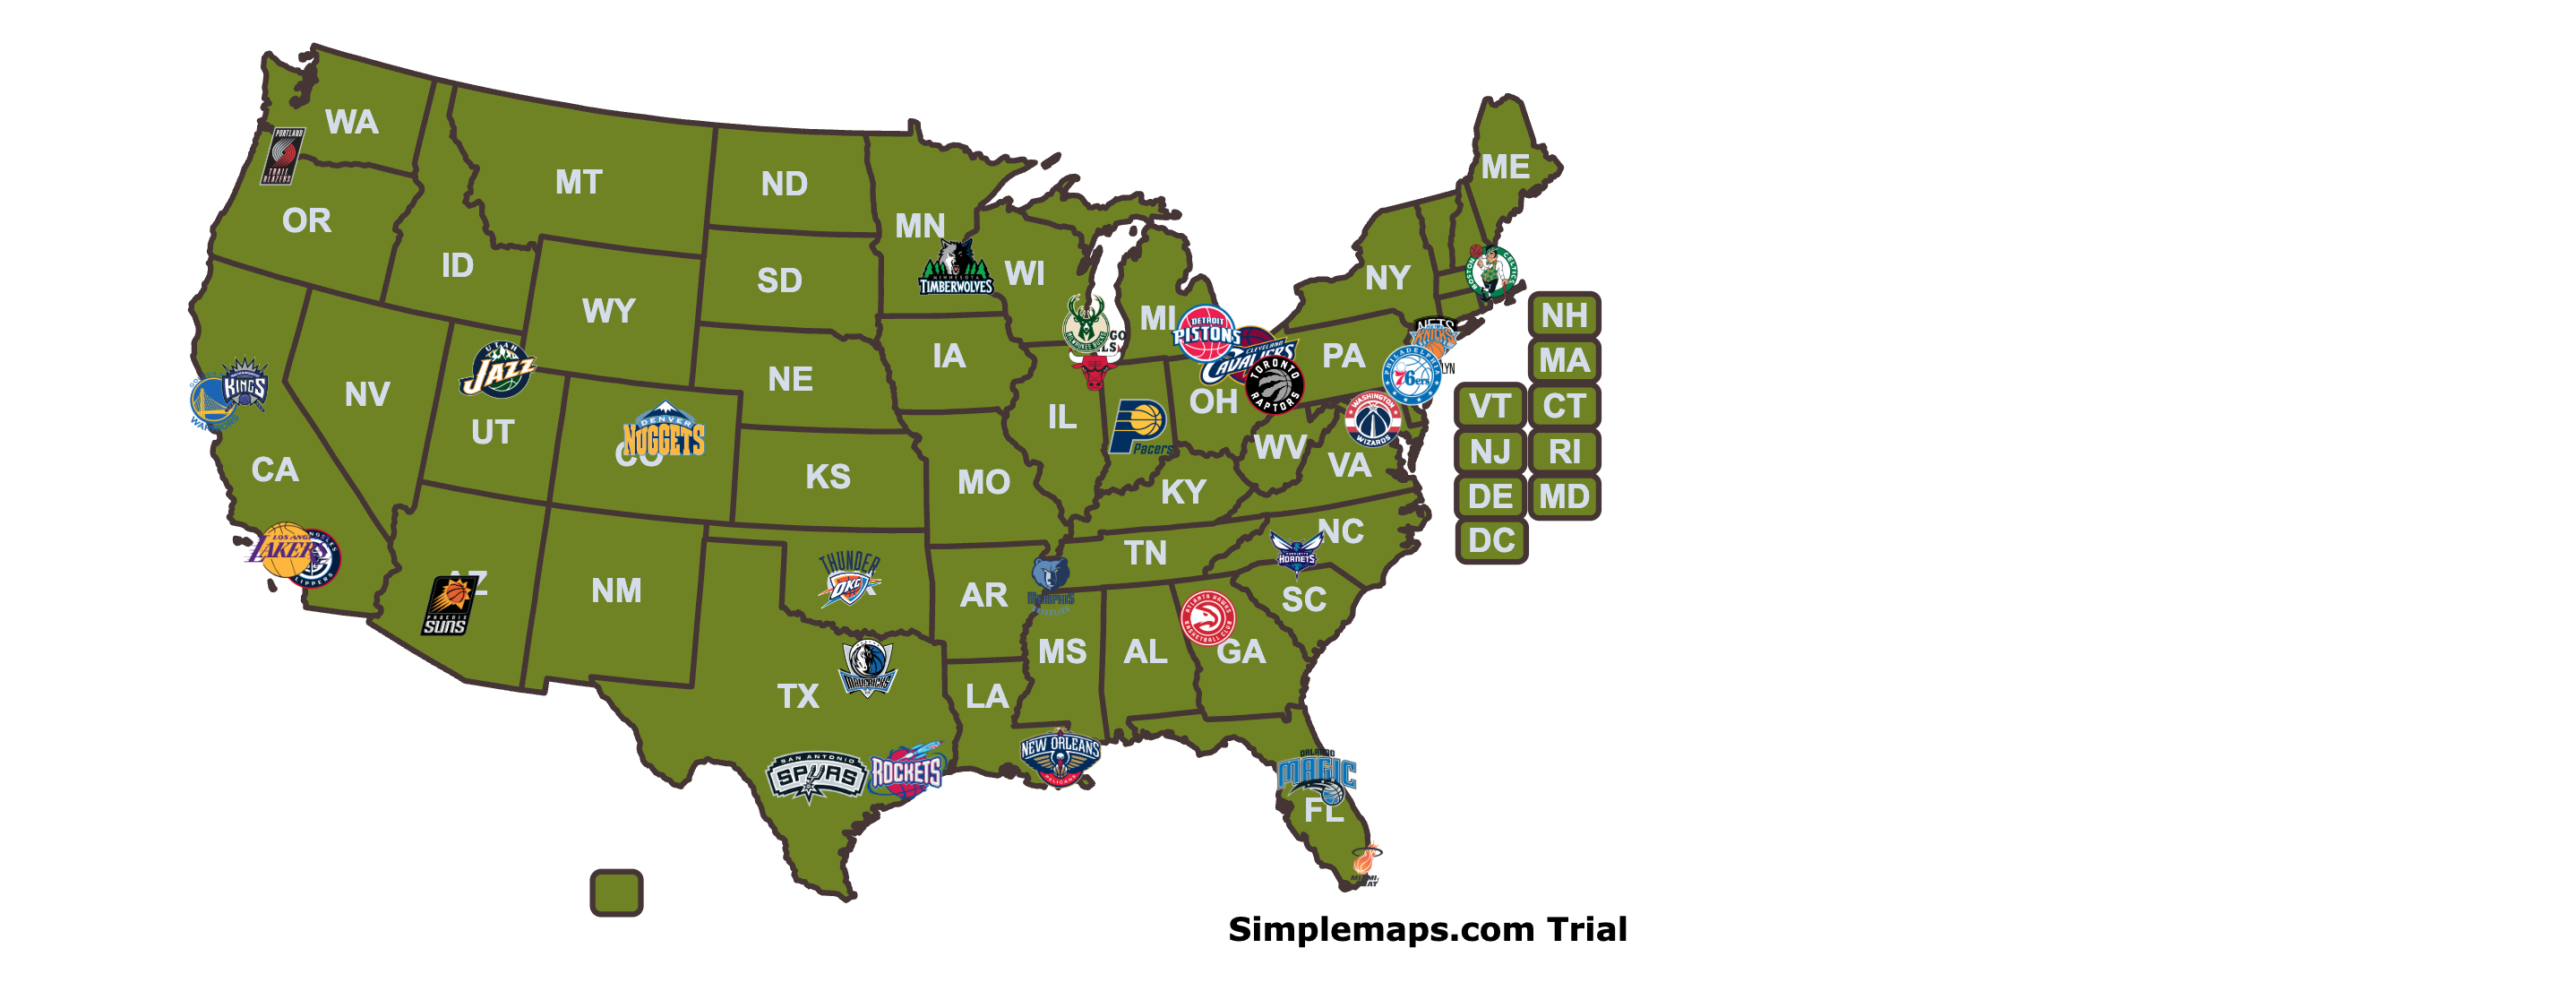 WA
PORTLAND
TRAIL
BLAZERS
OR
MT
ND
MN
ME
ID
SD
MINNESOTA
TIMBERWOLVES
WI
NY
BOSTON
CELTICS
WY
MILWAUKEE BUCKS
MI
DETROIT
PISTONS
NETS
KNICKS
NH
UTAH
JAZZ
IA
CLEVELAND
CAVALIERS
PA
PHILADELPHIA
76ers
MA
KINGS
WARRIORS
NV
NE
TORONTO
RAPTORS
OH
VT
CT
UT
DENVER
NUGGETS
CO
IL
Pacers
WASHINGTON
WIZARDS
WV
VA
NJ
RI
CA
KS
MO
KY
DE
MD
LOS ANGELES
LAKERS
CLIPPERS
NC
DC
HORNETS
TN
THUNDER
OKC
PHOENIX
SUNS
NM
AR
MEMPHIS
GRIZZLIES
SC
ATLANTA HAWKS
BASKETBALL CLUB
MS
AL
GA
MAVERICKS
TX
LA
SAN ANTONIO
SPURS
ROCKETS
NEW ORLEANS
PELICANS
ORLANDO
MAGIC
FL
MIAMI
HEAT
Simplemaps.com Trial